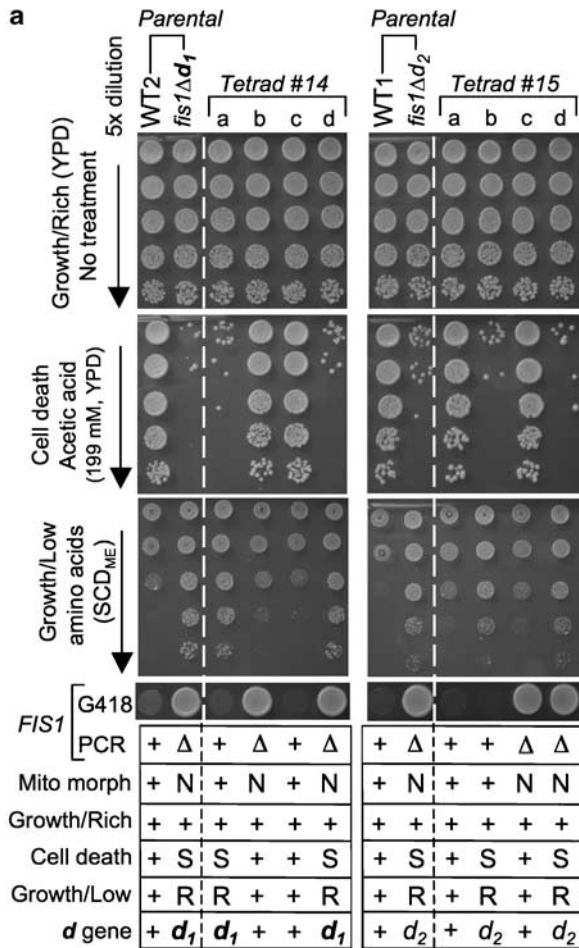 a
Parental
Parental
5x dilution
WT2
fis1Δd1
Tetrad #14
a b c d
WT1
fis1Δd2
Tetrad #15
a b c d
Growth/Rich (YPD)
No treatment
Cell death
Acetic acid
(199 mM, YPD)
Growth/Low
amino acids
(SCDME)
FIS1
G418
PCR + Δ + Δ + Δ + Δ + + Δ Δ
Mito morph + N + N + N + N + + N N
Growth/Rich + + + + + + + + + + + +
Cell death + S S + + S + S + S + S
Growth/Low + R R + + R + R + R + R
d gene + d1 d1 + + d1 + d2 + d2 + d2